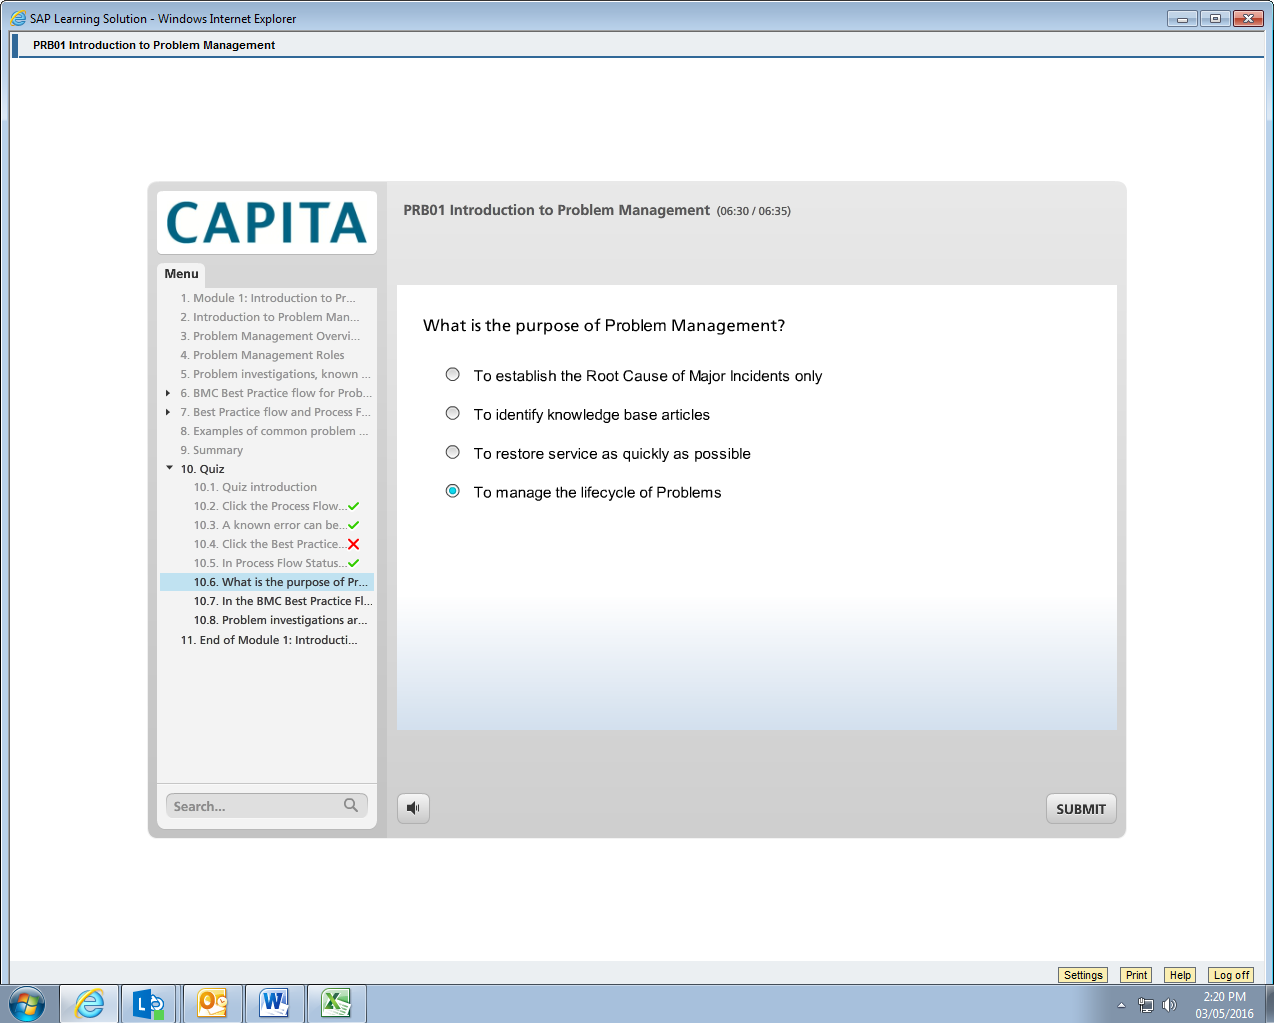 SAP Learning Solution - Windows Internet Explorer
PRB01 Introduction to Problem Management
CAPITA
PRB01 Introduction to Problem Management (06:30 / 06:35)
Menu
1. Module 1: Introduction to Pr...
2. Introduction to Problem Man...
3. Problem Management Overvi...
4. Problem Management Roles
5. Problem investigations, known ...
6. BMC Best Practice flow for Prob...
7. Best Practice flow and Process F...
8. Examples of common problem ...
9. Summary
10. Quiz
10.1. Quiz introduction
10.2. Click the Process Flow...
10.3. A known error can be...
10.4. Click the Best Practice...
10.5. In Process Flow Status...
10.6. What is the purpose of Pr...
10.7. In the BMC Best Practice Fl...
10.8. Problem investigations ar...
11. End of Module 1: Introducti...
Search...
What is the purpose of Problem Management?
To establish the Root Cause of Major Incidents only
To identify knowledge base articles
To restore service as quickly as possible
To manage the lifecycle of Problems
SUBMIT
Settings
Print
Help
Log off
2:20 PM
03/05/2016